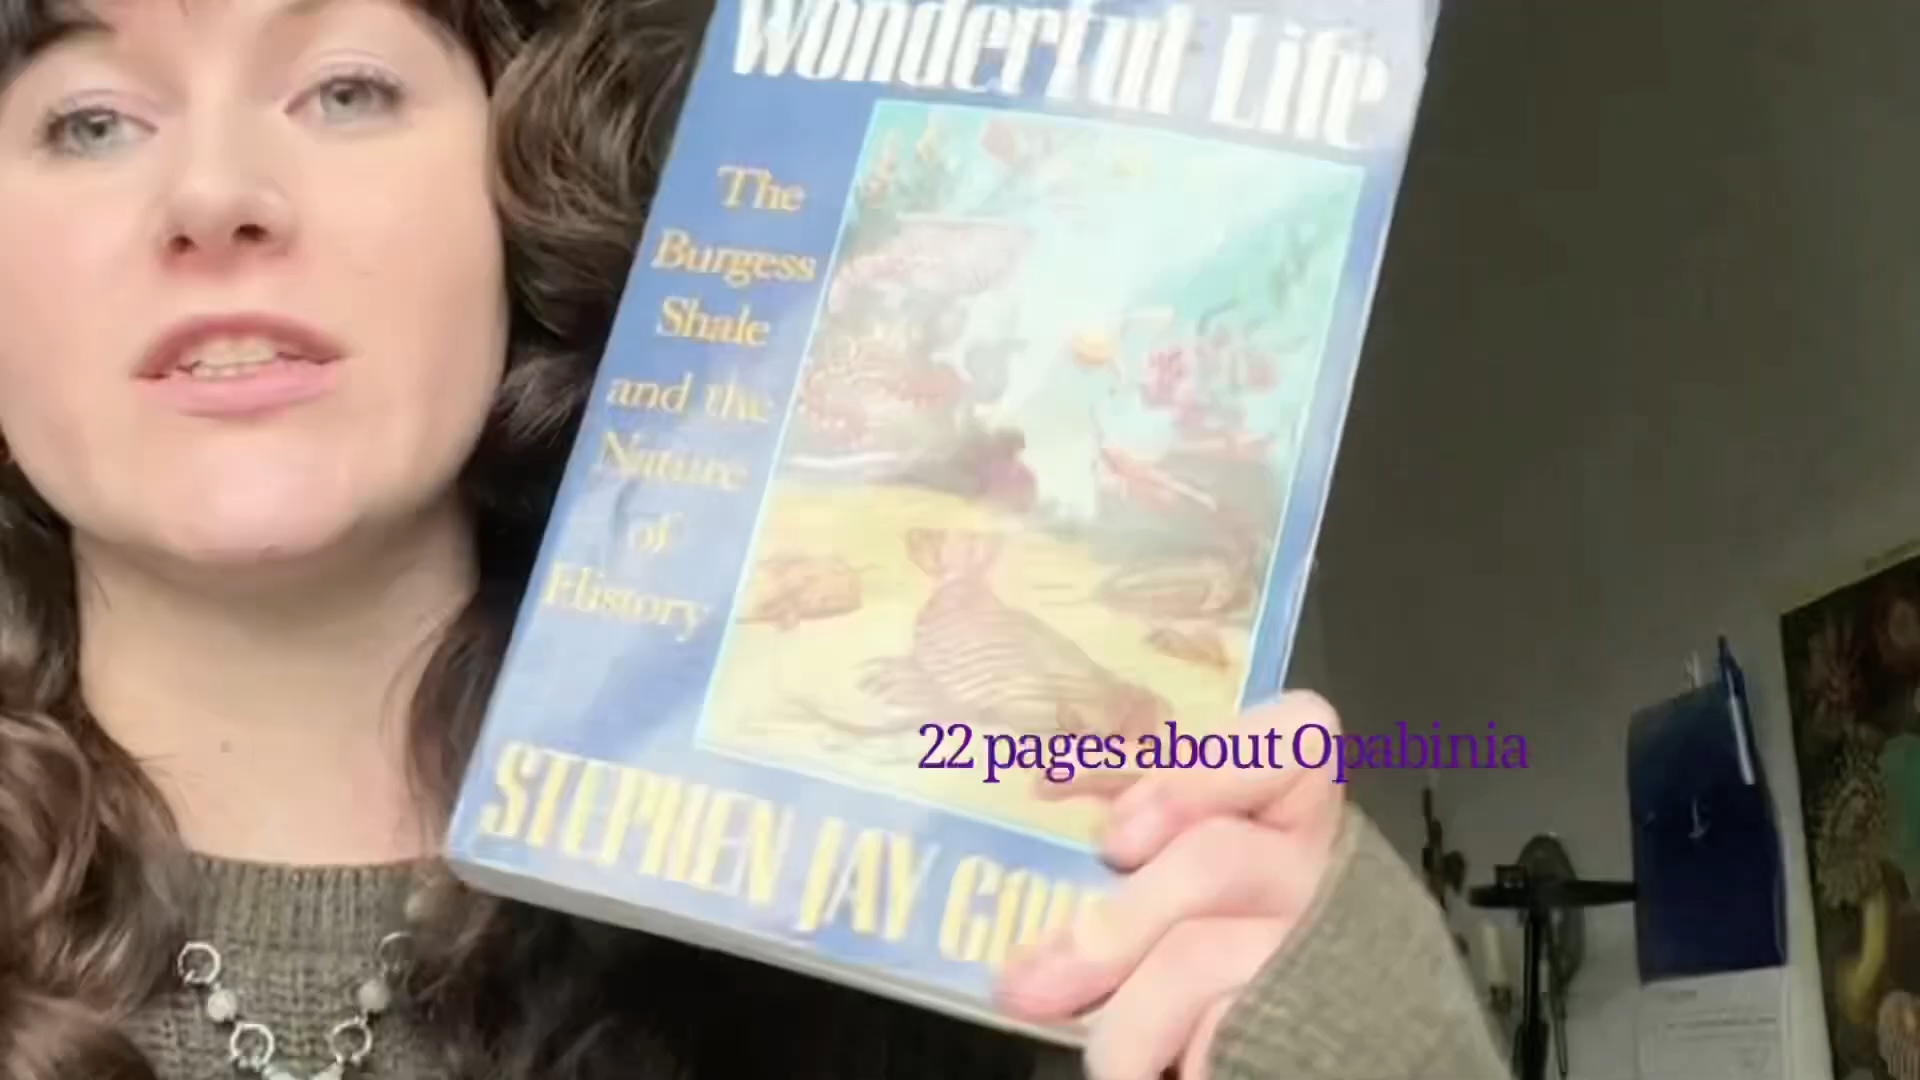 Wonderful Life
The
Burgess
Shale
and the
Nature
of
History
22 pages about Opabinia
STEPHEN JAY